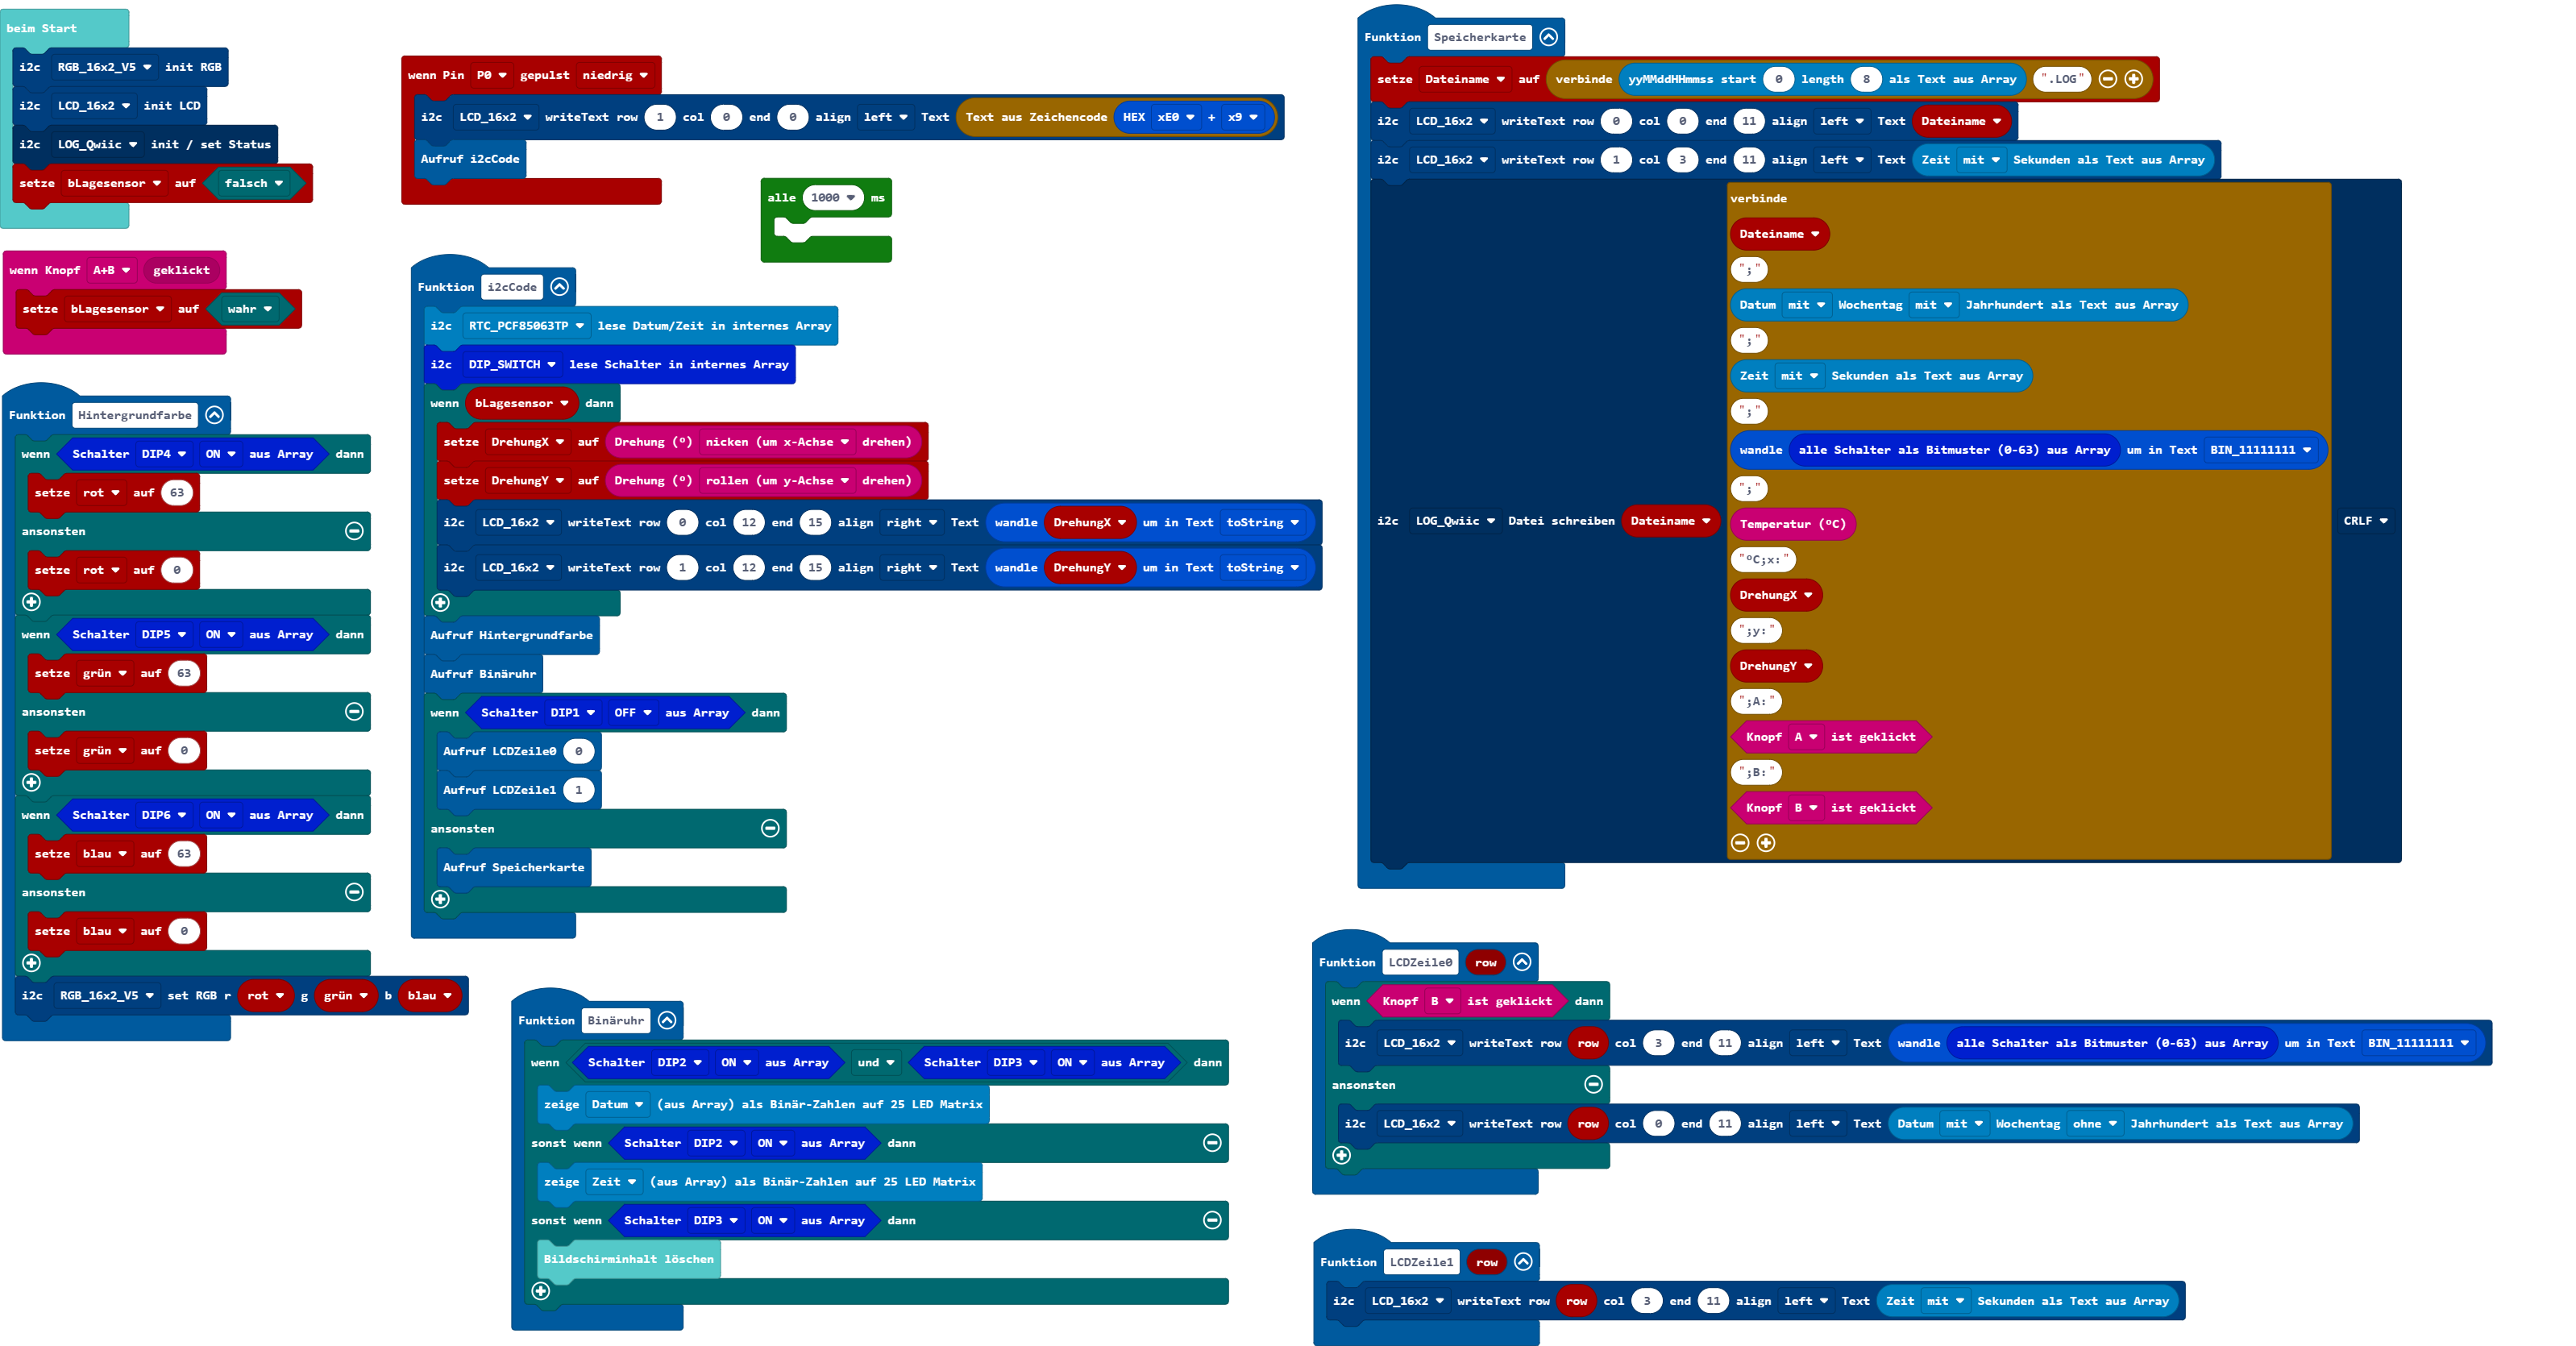 beim Start
i2c RGB_16x2_V5 init RGB
i2c LCD_16x2 init LCD
i2c LOG_Qwiic init / set Status
setze bLagesensor auf falsch
wenn Knopf A+B geklickt
setze bLagesensor auf wahr
Funktion Hintergrundfarbe
wenn Schalter DIP4 ON aus Array dann
setze rot auf 63
ansonsten
setze rot auf 0
wenn Schalter DIP5 ON aus Array dann
setze grün auf 63
ansonsten
setze grün auf 0
wenn Schalter DIP6 ON aus Array dann
setze blau auf 63
ansonsten
setze blau auf 0
i2c RGB_16x2_V5 set RGB r rot g grün b blau
wenn Pin P0 gepulst niedrig
i2c LCD_16x2 writeText row 1 col 0 end 0 align left Text Text aus Zeichencode HEX xE0 + x9
Aufruf i2cCode
alle 1000 ms
Funktion i2cCode
i2c RTC_PCF85063TP lese Datum/Zeit in internes Array
i2c DIP_SWITCH lese Schalter in internes Array
wenn bLagesensor dann
setze DrehungX auf Drehung (º) nicken (um x-Achse drehen)
setze DrehungY auf Drehung (º) rollen (um y-Achse drehen)
i2c LCD_16x2 writeText row 0 col 12 end 15 align right Text wandle DrehungX um in Text toString
i2c LCD_16x2 writeText row 1 col 12 end 15 align right Text wandle DrehungY um in Text toString
Aufruf Hintergrundfarbe
Aufruf Binäruhr
wenn Schalter DIP1 OFF aus Array dann
Aufruf LCDZeile0 0
Aufruf LCDZeile1 1
ansonsten
Aufruf Speicherkarte
Funktion Binäruhr
wenn Schalter DIP2 ON aus Array und Schalter DIP3 ON aus Array dann
zeige Datum (aus Array) als Binär-Zahlen auf 25 LED Matrix
sonst wenn Schalter DIP2 ON aus Array dann
zeige Zeit (aus Array) als Binär-Zahlen auf 25 LED Matrix
sonst wenn Schalter DIP3 ON aus Array dann
Bildschirminhalt löschen
Funktion Speicherkarte
setze Dateiname auf verbinde yyMMddHHmmss start 0 length 8 als Text aus Array ".LOG"
i2c LCD_16x2 writeText row 0 col 0 end 11 align left Text Dateiname
i2c LCD_16x2 writeText row 1 col 3 end 11 align left Text Zeit mit Sekunden als Text aus Array
i2c LOG_Qwiic Datei schreiben Dateiname
verbinde
Dateiname
";"
Datum mit Wochentag mit Jahrhundert als Text aus Array
";"
Zeit mit Sekunden als Text aus Array
";"
wandle alle Schalter als Bitmuster (0-63) aus Array um in Text BIN_11111111
";"
Temperatur (ºC)
"ºC;x:"
DrehungX
";y:"
DrehungY
";A:"
Knopf A ist geklickt
";B:"
Knopf B ist geklickt
CRLF
Funktion LCDZeile0 row
wenn Knopf B ist geklickt dann
i2c LCD_16x2 writeText row row col 3 end 11 align left Text wandle alle Schalter als Bitmuster (0-63) aus Array um in Text BIN_11111111
ansonsten
i2c LCD_16x2 writeText row row col 0 end 11 align left Text Datum mit Wochentag ohne Jahrhundert als Text aus Array
Funktion LCDZeile1 row
i2c LCD_16x2 writeText row row col 3 end 11 align left Text Zeit mit Sekunden als Text aus Array